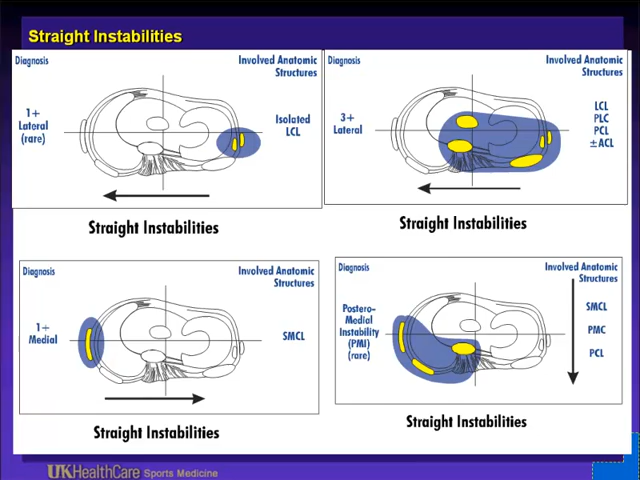 Straight Instabilities
Diagnosis
Involved Anatomic
Structures
1+
Lateral
(rare)
Isolated
LCL
Straight Instabilities
Diagnosis
Involved Anatomic
Structures
3+
Lateral
LCL
PLC
PCL
±ACL
Straight Instabilities
Diagnosis
Involved Anatomic
Structures
1+
Medial
SMCL
Straight Instabilities
Diagnosis
Involved Anatomic
Structures
Postero-
Medial
Instability
(PMI)
(rare)
SMCL
PMC
PCL
Straight Instabilities
UKHealthCare Sports Medicine